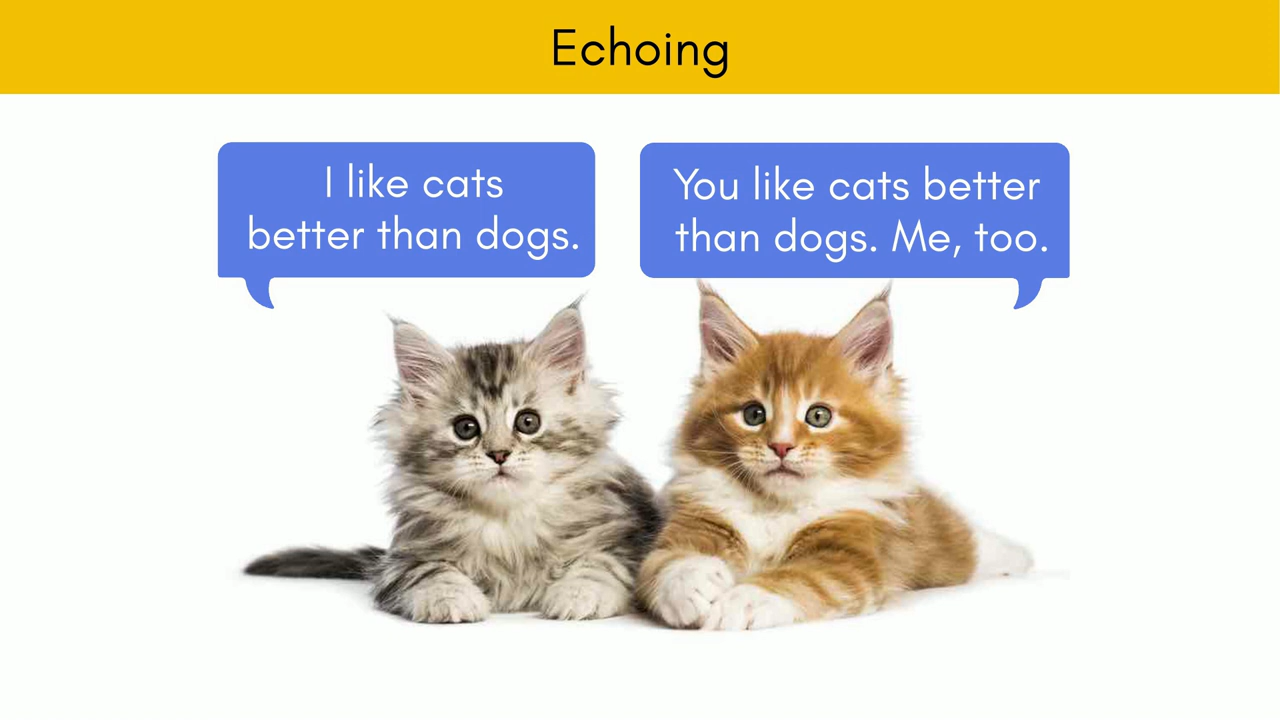 Echoing
I like cats
better than dogs.
You like cats better
than dogs. Me, too.